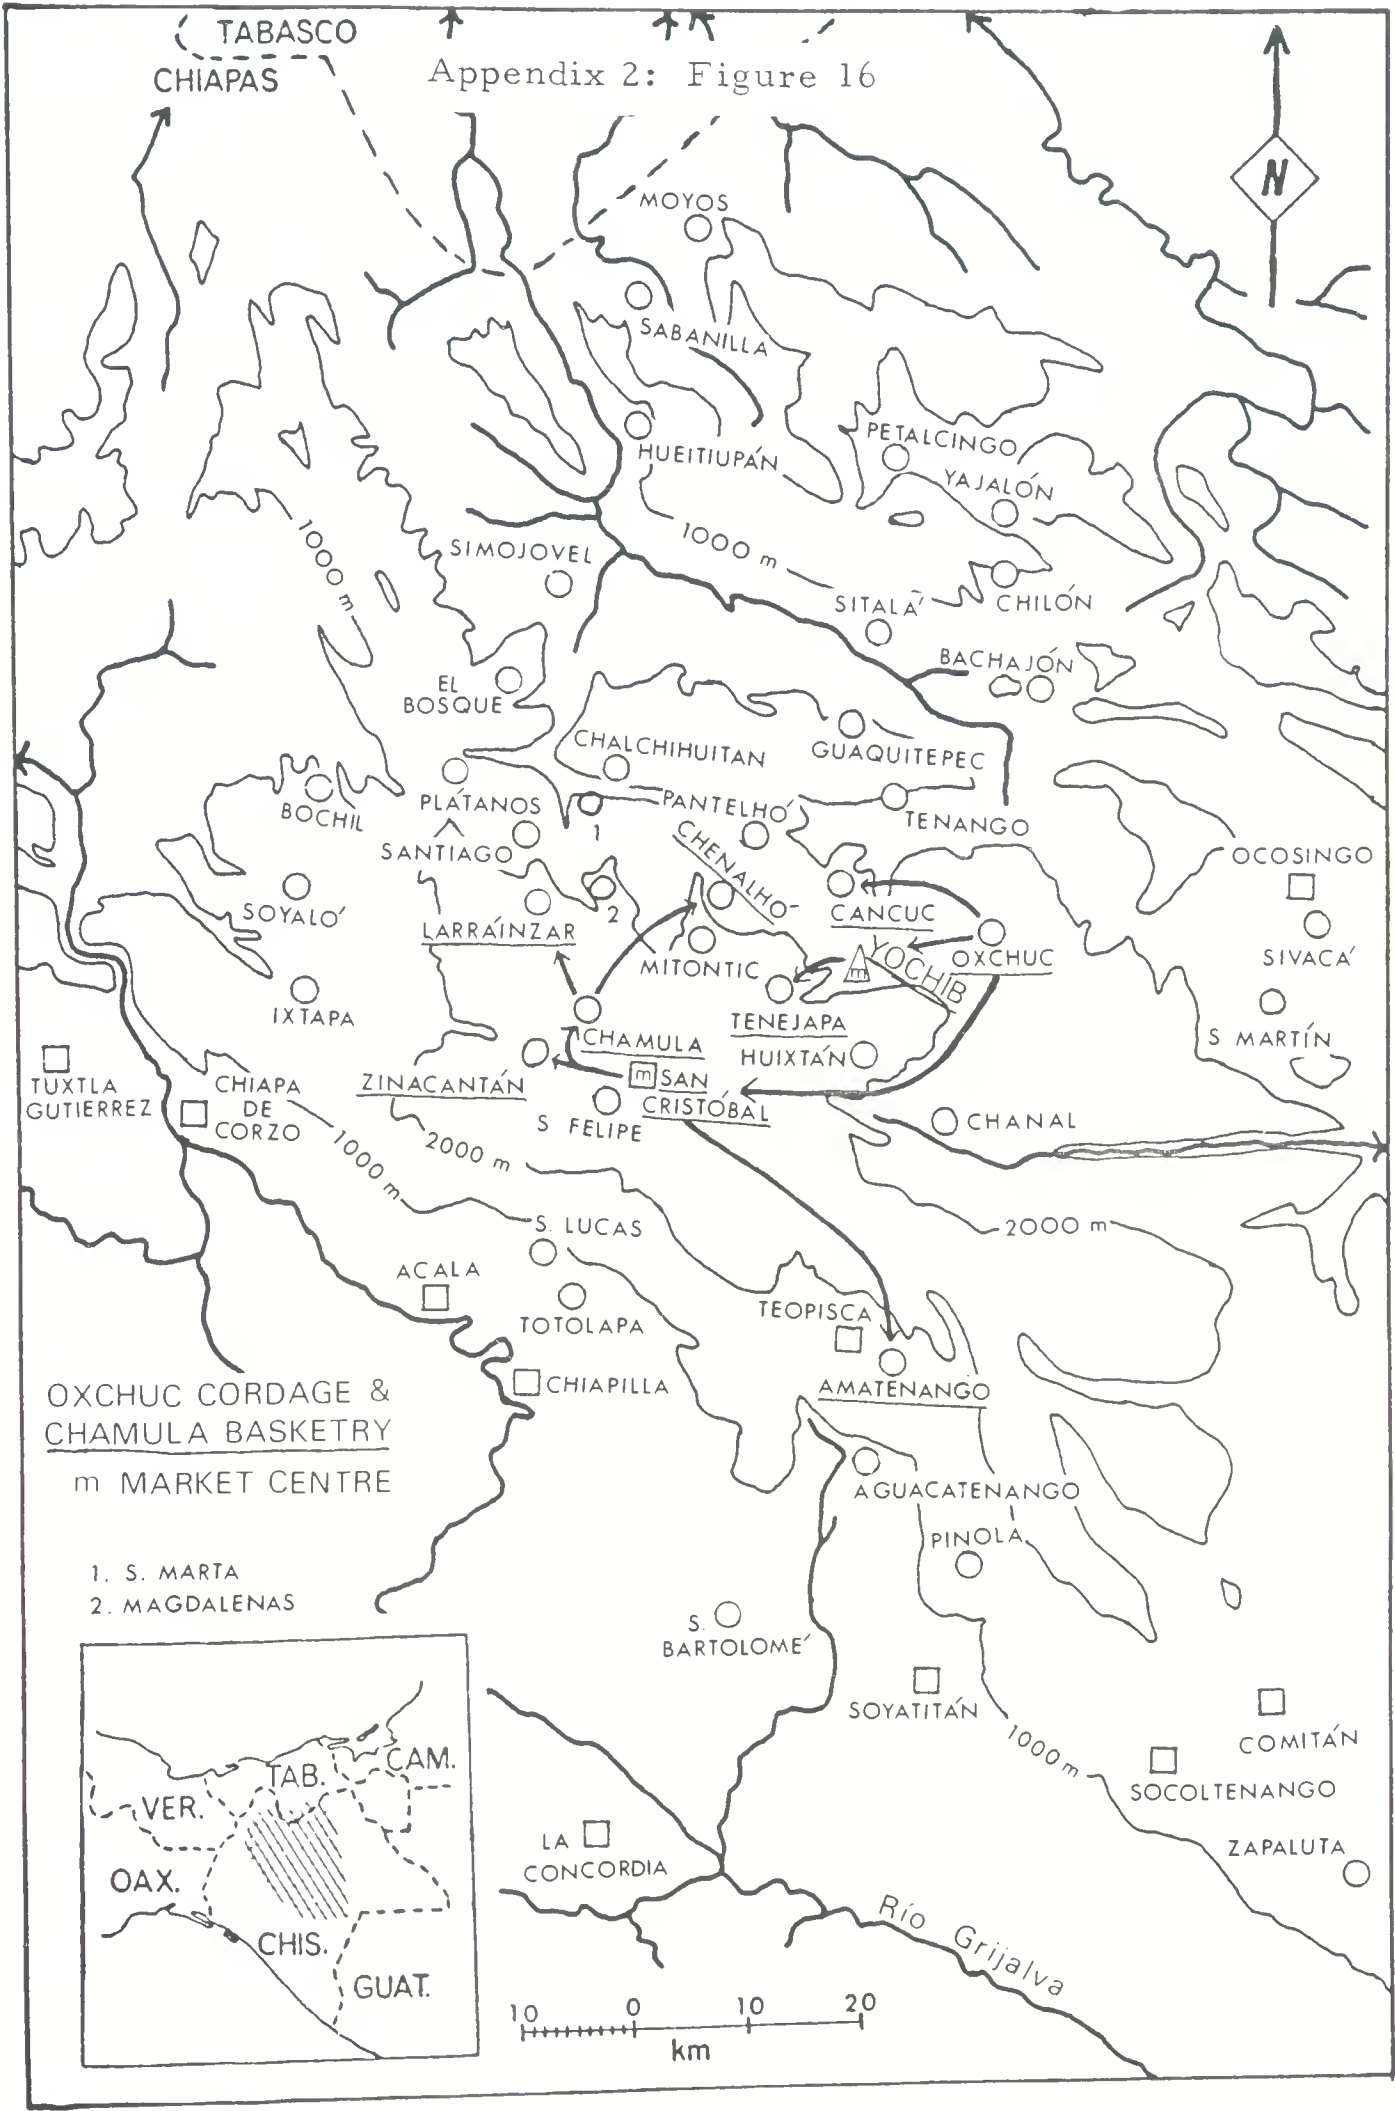 TABASCO
CHIAPAS
Appendix 2: Figure 16
N
MOYOS
SABANILLA
HUEITIUPÁN
PETALCINGO
YAJALÓN
1000 m
1000 m
SIMOJOVEL
SITALÁ
CHILÓN
BACHAJÓN
EL
BOSQUE
CHALCHIHUITAN
GUAQUITEPEC
PLÁTANOS
BOCHIL
1
PANTELHÓ
TENANGO
SANTIAGO
CHENALHO
OCOSINGO
SOYALO'
2
LARRÁINZAR
CANCUC
MITONTIC
YOCHIB
m
OXCHUC
SIVACA'
IXTAPA
TENEJAPA
CHAMULA
HUIXTÁN
S MARTÍN
TUXTLA
GUTIERREZ
CHIAPA
DE
CORZO
ZINACANTÁN
m SAN
CRISTÓBAL
S FELIPE
CHANAL
1000 m
2000 m
2000 m
S. LUCAS
ACALA
TOTOLAPA
TEOPISCA
CHIAPILLA
AMATENANGO
OXCHUC CORDAGE &
CHAMULA BASKETRY
m MARKET CENTRE
AGUACATENANGO
PINOLA
1. S. MARTA
2. MAGDALENAS
S.
BARTOLOME'
SOYATITÁN
1000 m
COMITÁN
SOCOLTENANGO
ZAPALUTA
LA
CONCORDIA
Río Grijalva
CAM.
TAB.
VER.
OAX.
CHIS.
GUAT.
10 0 10 20
km